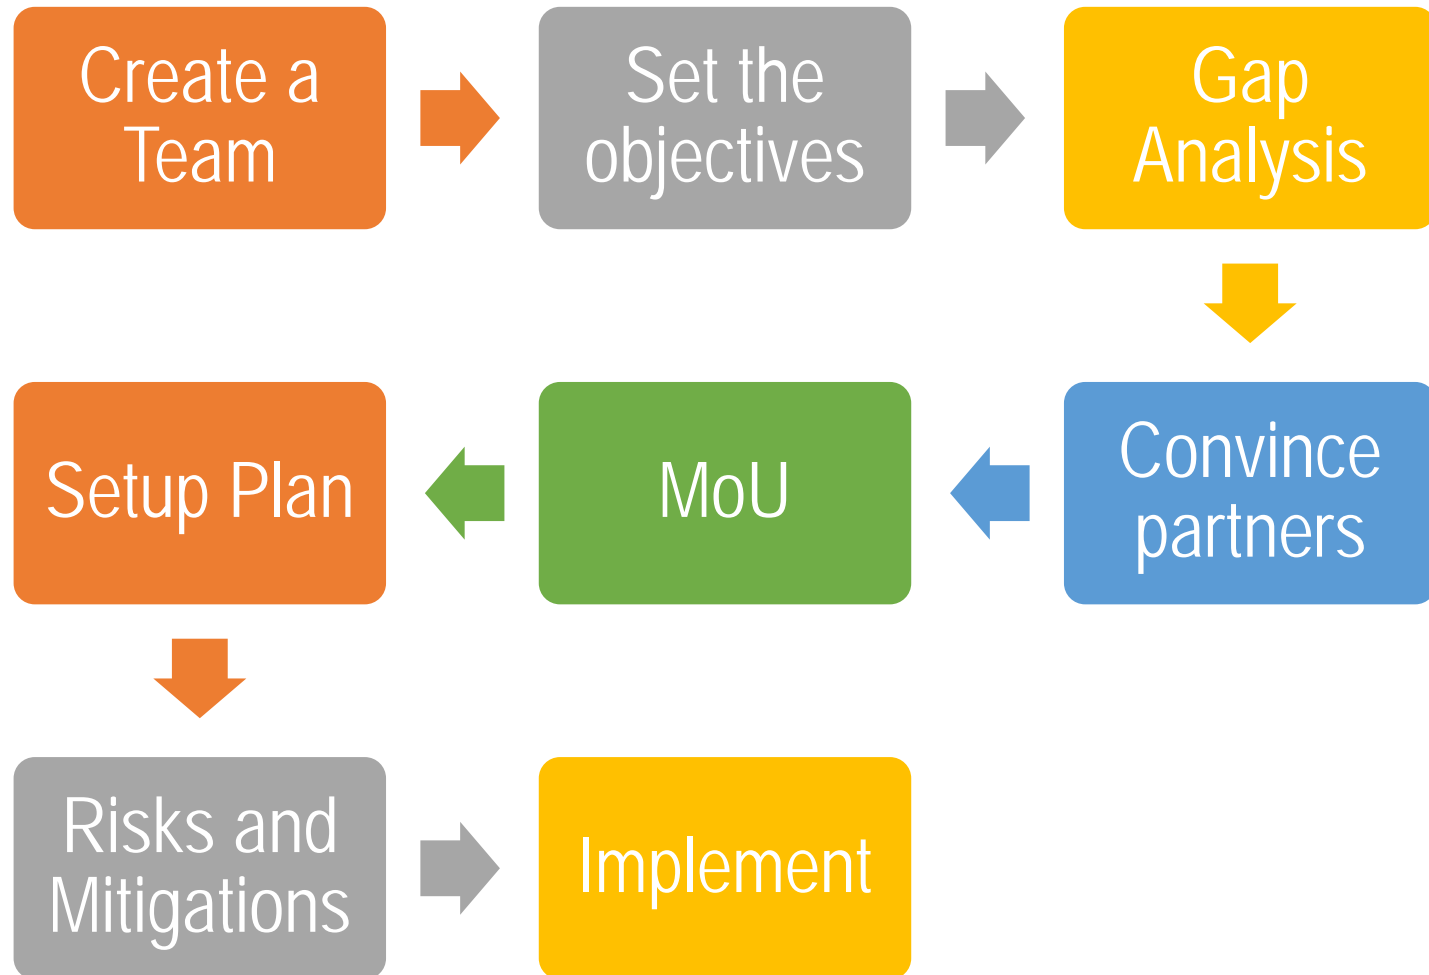 Create a
Team
Set the
objectives
Gap
Analysis
Convince
partners
MoU
Setup Plan
Risks and
Mitigations
Implement